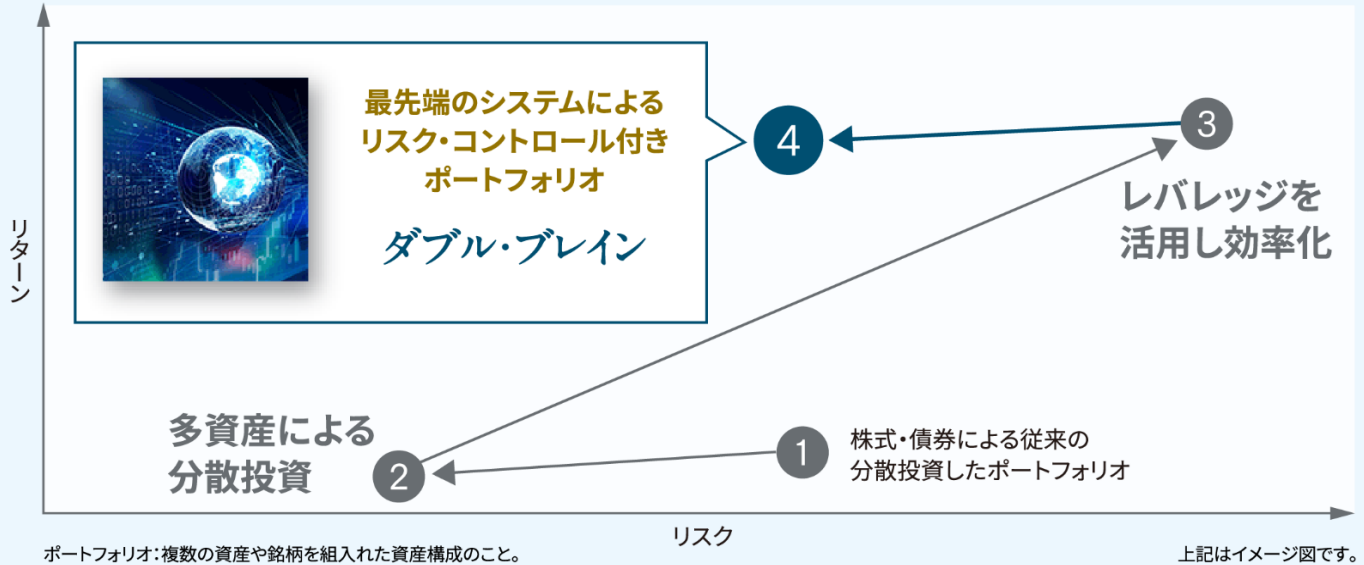 リターン
最先端のシステムによる
リスク・コントロール付き
ポートフォリオ
ダブル・ブレイン
4
3
レバレッジを
活用し効率化
多資産による
分散投資
2
1
株式・債券による従来の
分散投資したポートフォリオ
リスク
ポートフォリオ：複数の資産や銘柄を組入れた資産構成のこと。
上記はイメージ図です。